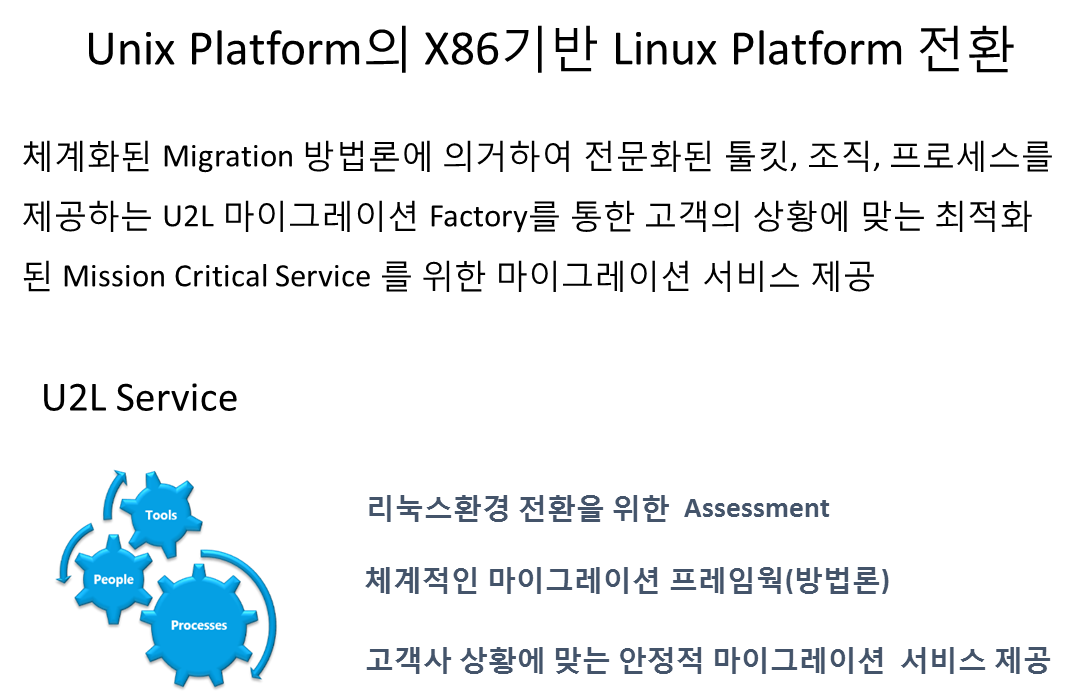 Unix Platform의 X86기반 Linux Platform 전환
체계화된 Migration 방법론에 의거하여 전문화된 툴킷, 조직, 프로세스를
제공하는 U2L 마이그레이션 Factory를 통한 고객의 상황에 맞는 최적화
된 Mission Critical Service 를 위한 마이그레이션 서비스 제공
U2L Service
Tools
People
Processes
리눅스환경 전환을 위한 Assessment
체계적인 마이그레이션 프레임웍(방법론)
고객사 상황에 맞는 안정적 마이그레이션 서비스 제공